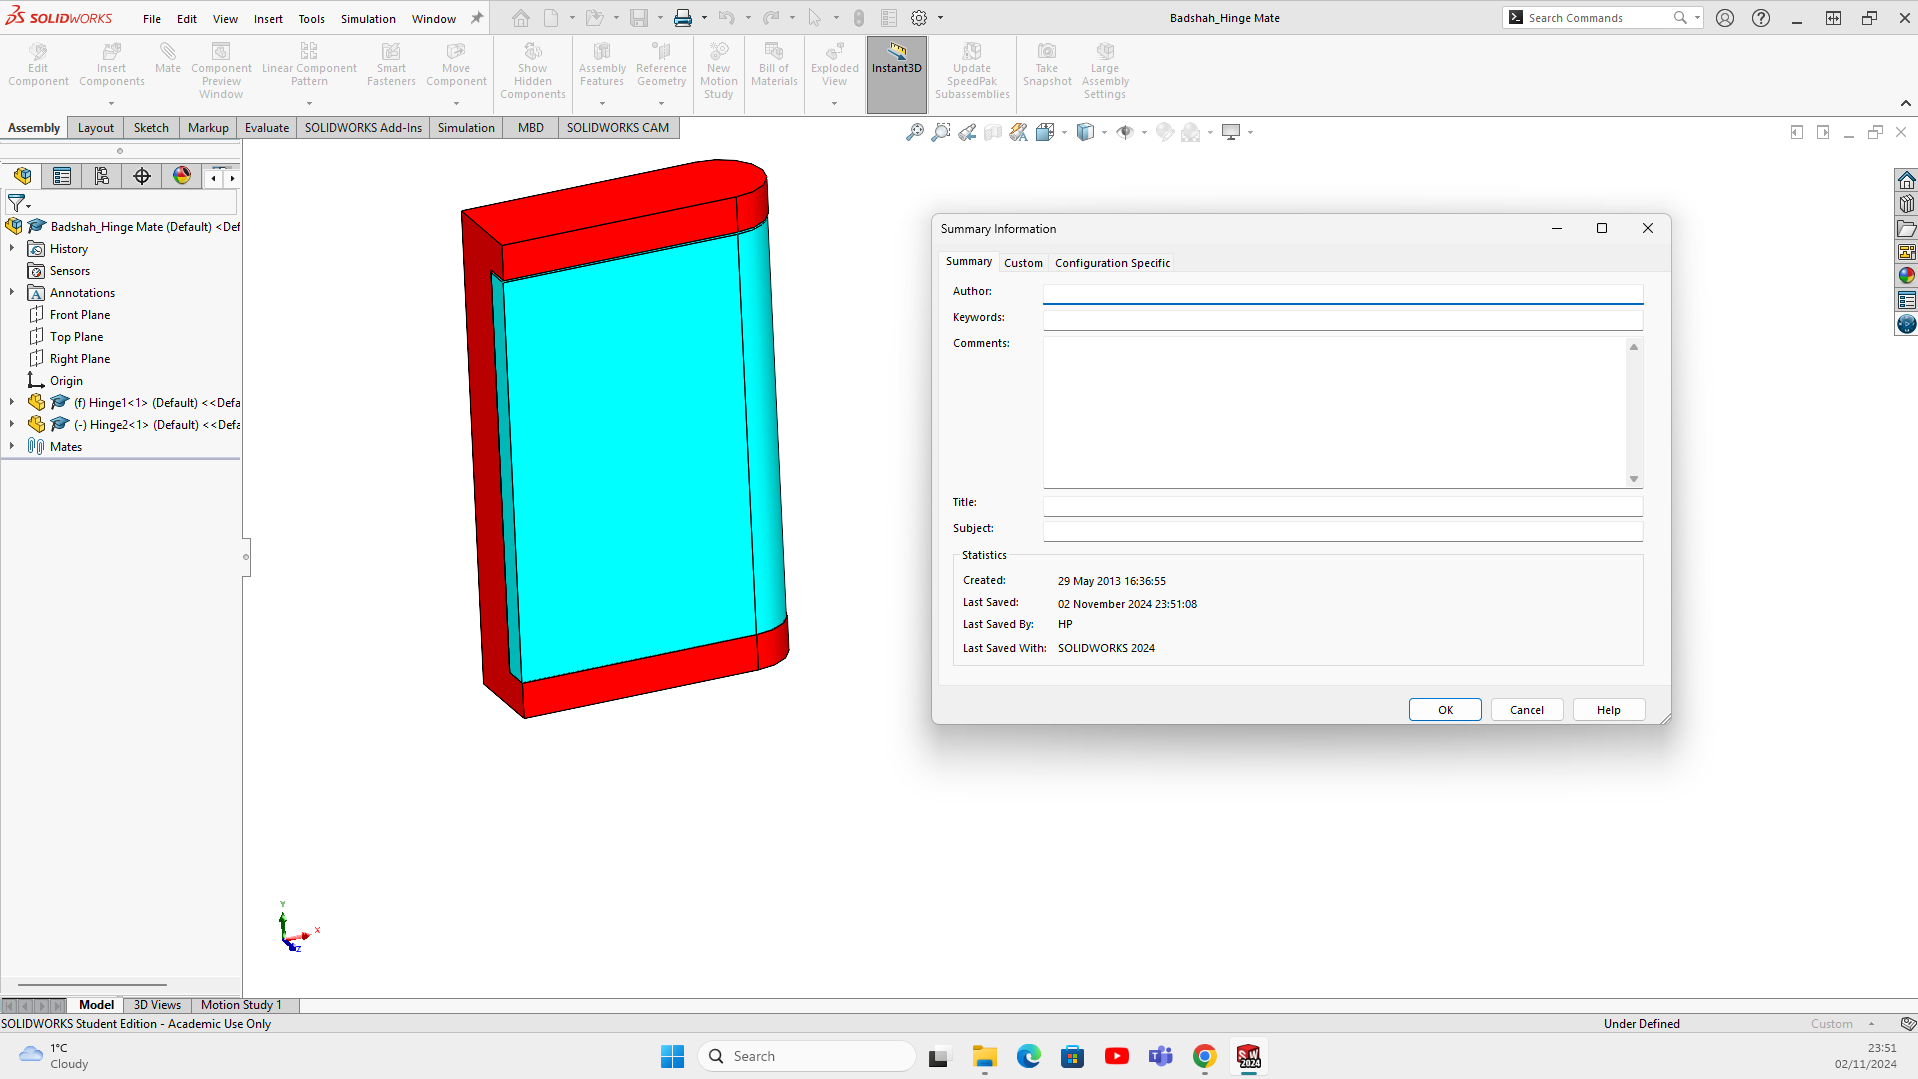 SOLIDWORKS File Edit View Insert Tools Simulation Window Badshah_Hinge Mate Search Commands
Edit Component
Insert Components
Mate
Component Preview Window
Linear Component Pattern
Smart Fasteners
Move Component
Show Hidden Components
Assembly Features
Reference Geometry
New Motion Study
Bill of Materials
Exploded View
Instant3D
Update SpeedPak Subassemblies
Take Snapshot
Large Assembly Settings
Assembly Layout Sketch Markup Evaluate SOLIDWORKS Add-Ins Simulation MBD SOLIDWORKS CAM
Badshah_Hinge Mate (Default) <Def
History
Sensors
A Annotations
Front Plane
Top Plane
Right Plane
Origin
(f) Hinge1<1> (Default) <<Defa
(-) Hinge2<1> (Default) <<Defa
Mates
Summary Information
Summary Custom Configuration Specific
Author:
Keywords:
Comments:
Title:
Subject:
Statistics
Created: 29 May 2013 16:36:55
Last Saved: 02 November 2024 23:51:08
Last Saved By: HP
Last Saved With: SOLIDWORKS 2024
OK Cancel Help
Y
X
Z
Model 3D Views Motion Study 1
SOLIDWORKS Student Edition - Academic Use Only Under Defined Custom
1°C
Cloudy
Search
SW
2024
23:51
02/11/2024